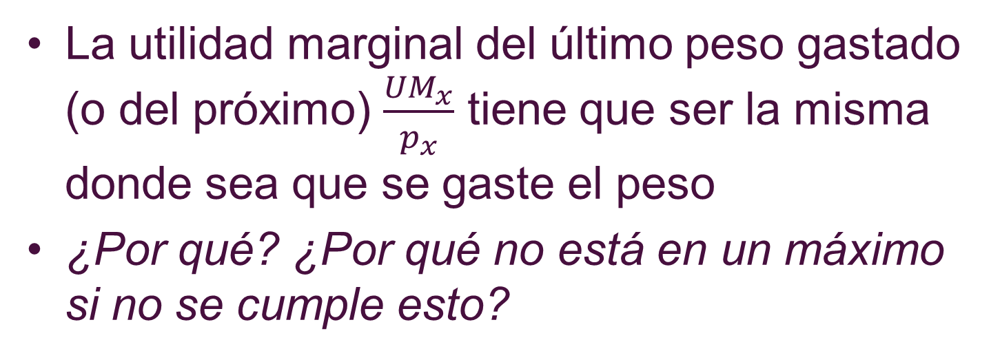 • La utilidad marginal del último peso gastado
(o del próximo) \frac{UM_x}{p_x} tiene que ser la misma
donde sea que se gaste el peso
• ¿Por qué? ¿Por qué no está en un máximo
si no se cumple esto?